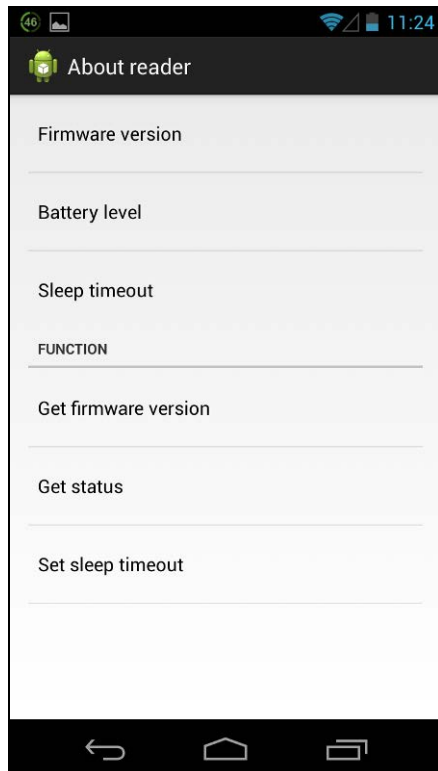 46
11:24
About reader
Firmware version
Battery level
Sleep timeout
FUNCTION
Get firmware version
Get status
Set sleep timeout